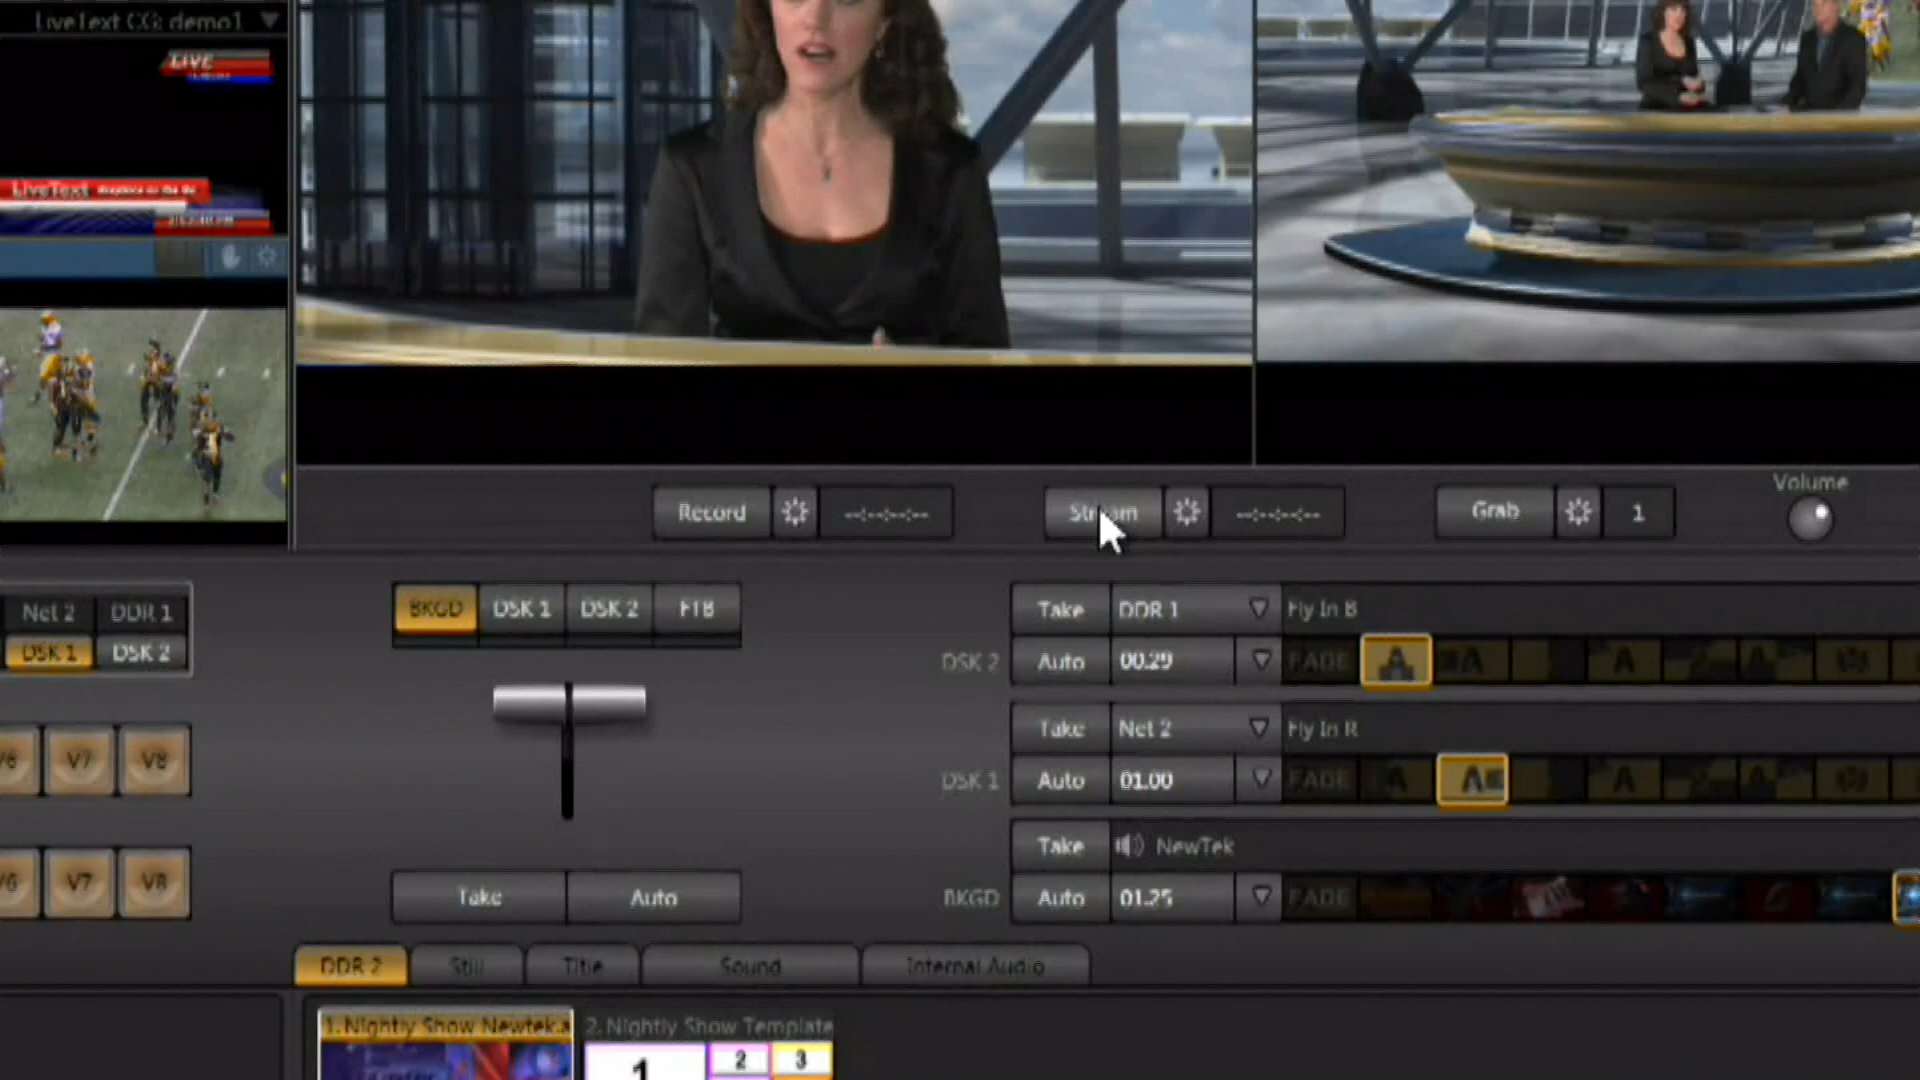 LiveText CG: demo1
LIVE
LiveText
Record
--:--:--:--
Stream
--:--:--:--
Grab
1
Volume
Net 2
DDR 1
DSK 1
DSK 2
BKGD
DSK 1
DSK 2
FTB
Take
DDR 1
Fly In B
DSK 2
Auto
00.29
FADE
A
A
A
A
Take
Net 2
Fly In R
DSK 1
Auto
01.00
FADE
A
A
A
A
V6
V7
V8
V6
V7
V8
Take
Auto
Take
NewTek
BKGD
Auto
01.25
FADE
DDR 2
Still
Title
Sound
Internal Audio
1. Nightly Show Newtek.a
2. Nightly Show Template
1
2
3